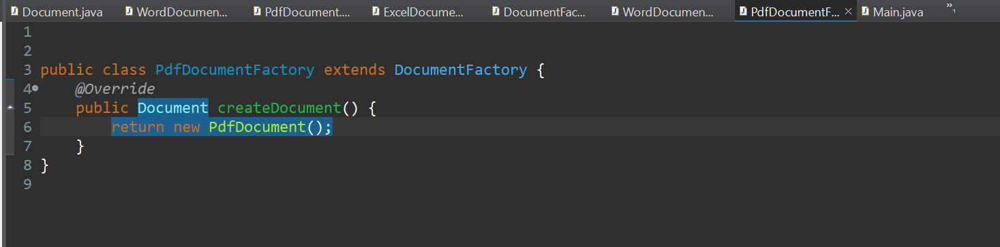 Document.java WordDocumen... PdfDocument.... ExcelDocume... DocumentFac... WordDocumen... PdfDocumentF... Main.java »1
1
2
3 public class PdfDocumentFactory extends DocumentFactory {
4 @Override
5 public Document createDocument() {
6 return new PdfDocument();
7 }
8 }
9